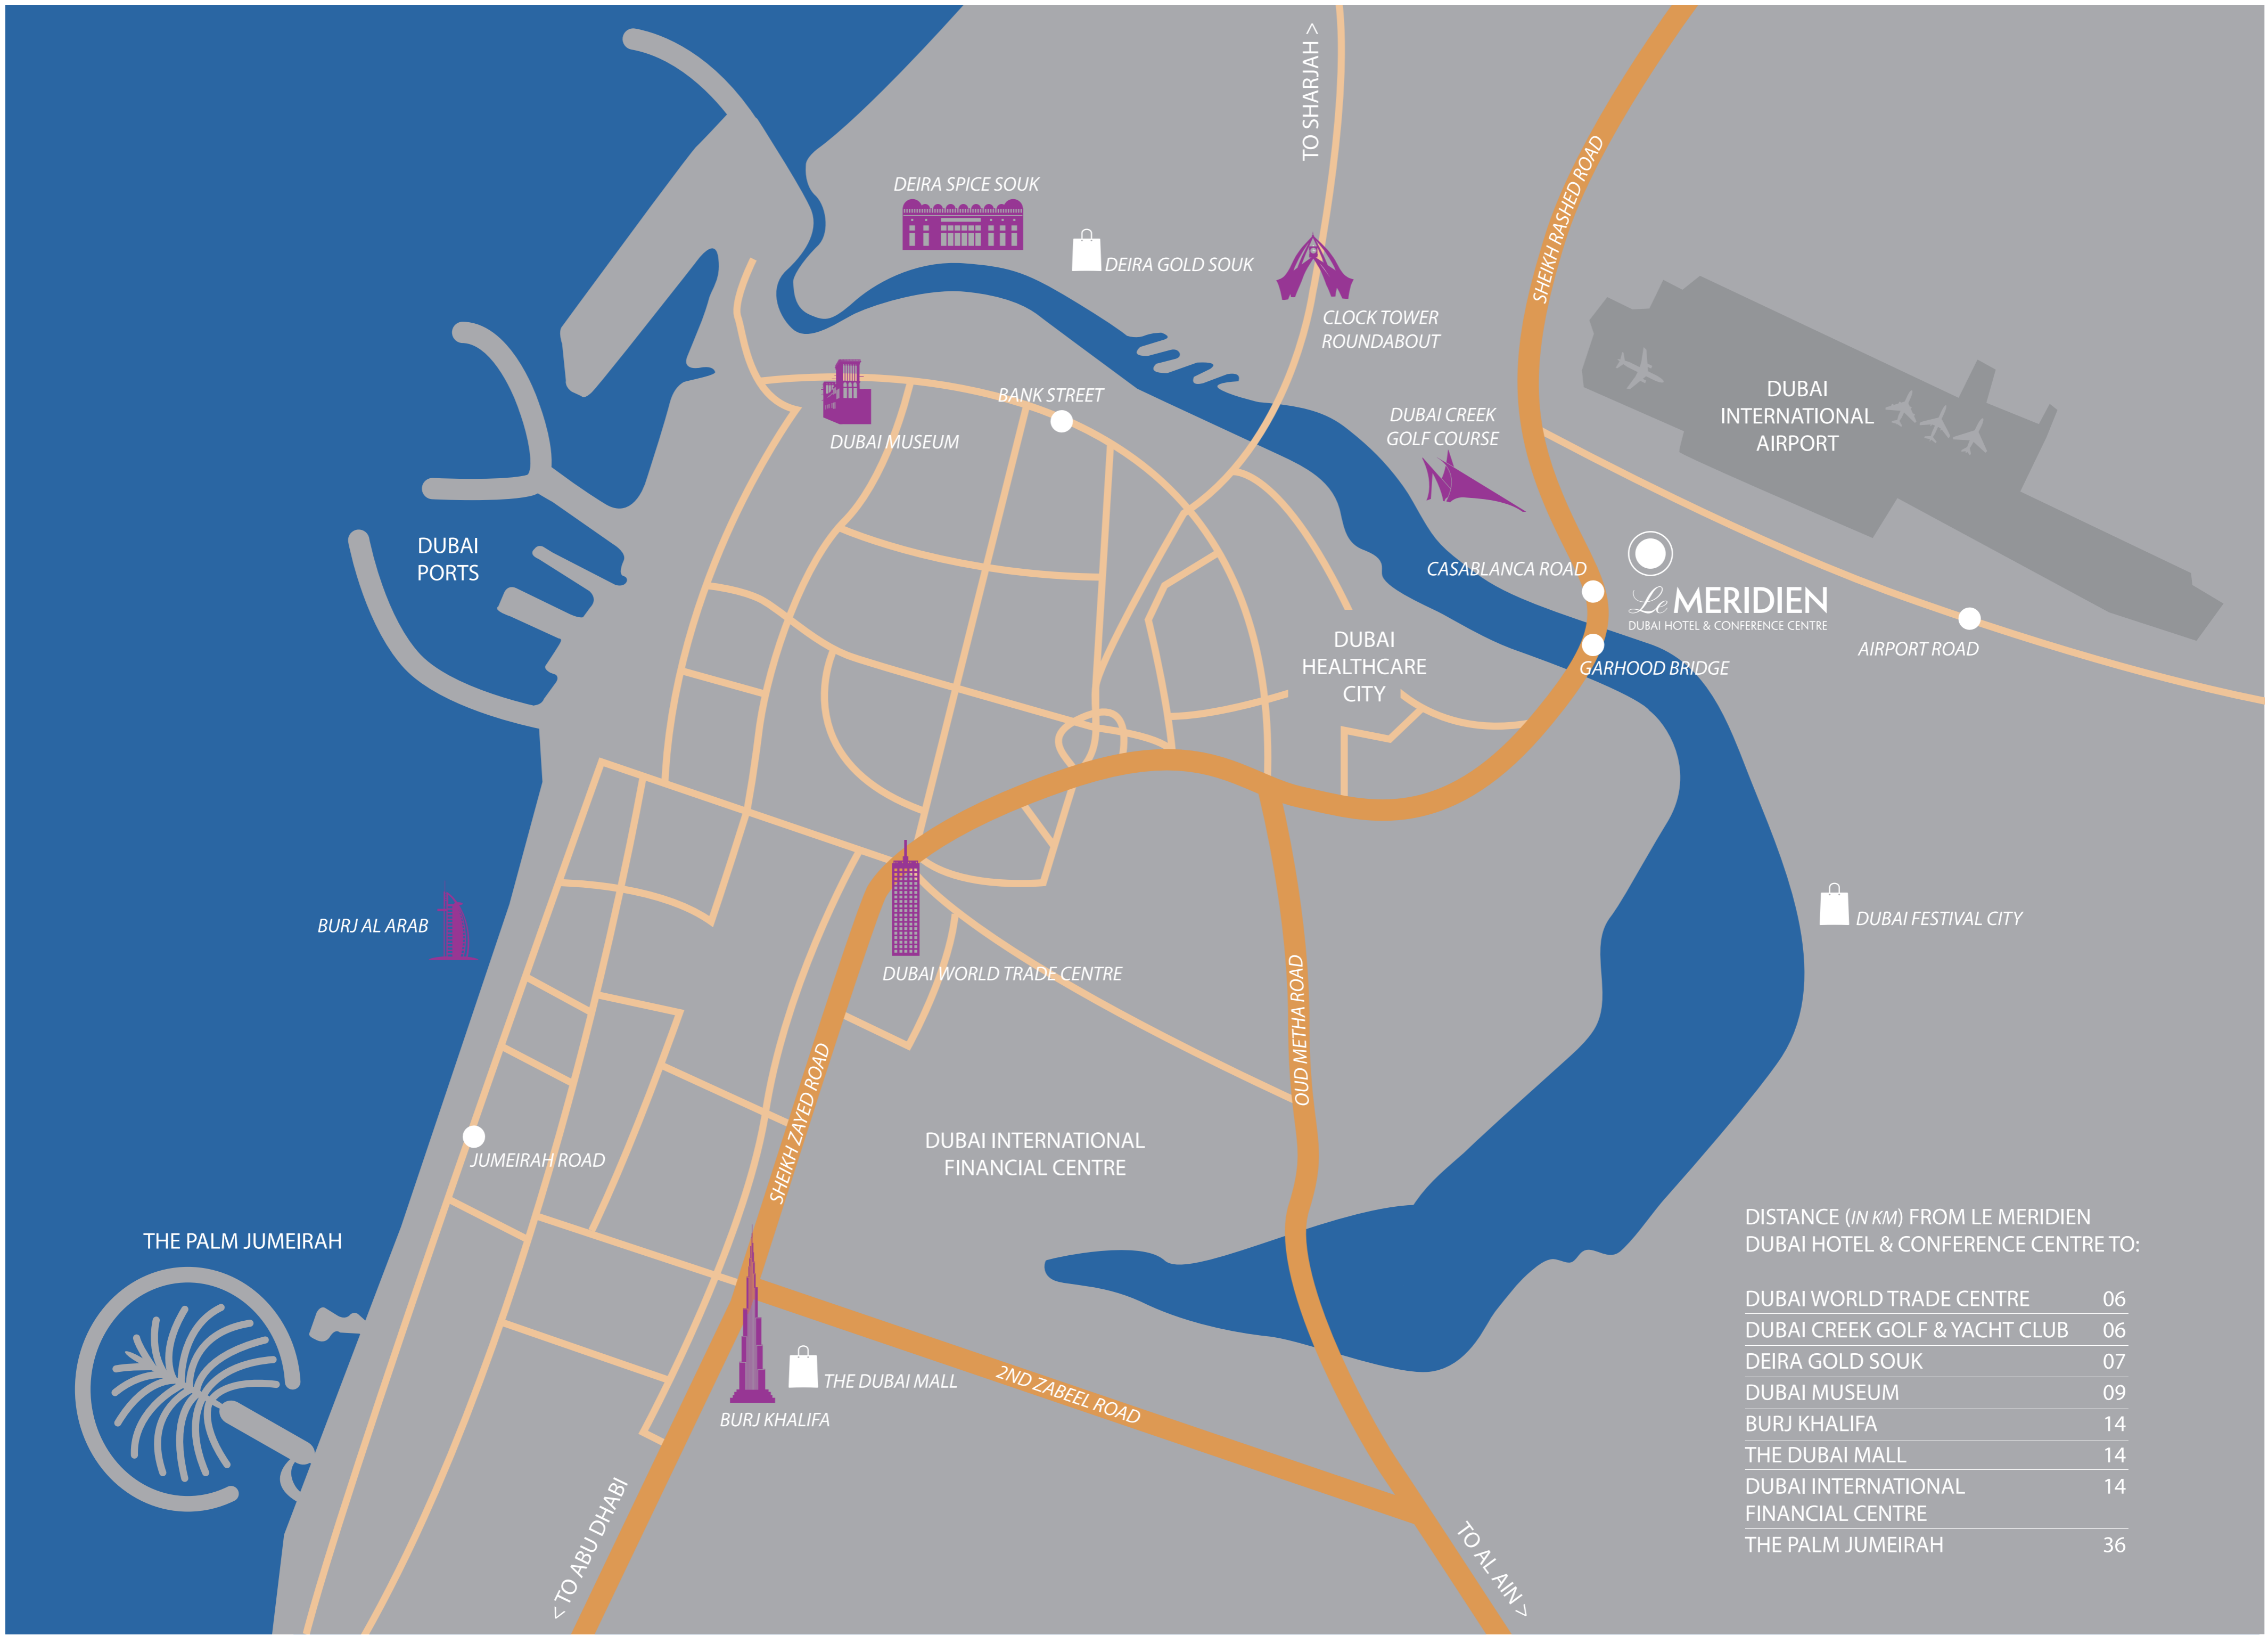 TO SHARJAH >
SHEIKH RASHED ROAD
DEIRA SPICE SOUK
DEIRA GOLD SOUK
CLOCK TOWER
ROUNDABOUT
BANK STREET
DUBAI MUSEUM
DUBAI CREEK
GOLF COURSE
DUBAI
INTERNATIONAL
AIRPORT
DUBAI
PORTS
CASABLANCA ROAD
Le MERIDIEN
DUBAI HOTEL & CONFERENCE CENTRE
AIRPORT ROAD
GARHOOD BRIDGE
DUBAI
HEALTHCARE
CITY
BURJ AL ARAB
DUBAI FESTIVAL CITY
DUBAI WORLD TRADE CENTRE
OUD METHA ROAD
SHEIKH ZAYED ROAD
DUBAI INTERNATIONAL
FINANCIAL CENTRE
JUMEIRAH ROAD
THE PALM JUMEIRAH
THE DUBAI MALL
BURJ KHALIFA
2ND ZABEEL ROAD
< TO ABU DHABI
TO AL AIN >
DISTANCE (IN KM) FROM LE MERIDIEN
DUBAI HOTEL & CONFERENCE CENTRE TO:
DUBAI WORLD TRADE CENTRE 06
DUBAI CREEK GOLF & YACHT CLUB 06
DEIRA GOLD SOUK 07
DUBAI MUSEUM 09
BURJ KHALIFA 14
THE DUBAI MALL 14
DUBAI INTERNATIONAL 14
FINANCIAL CENTRE
THE PALM JUMEIRAH 36